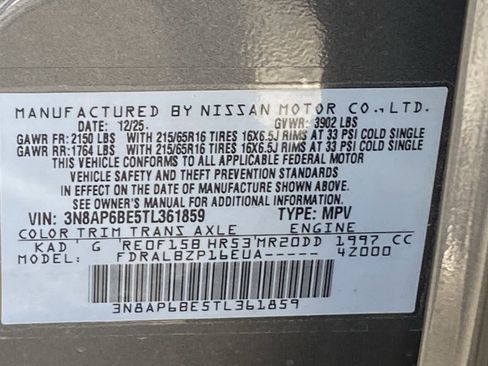 MANUFACTURED BY NISSAN MOTOR CO.,LTD.
DATE: 12/25. GVWR: 3902 LBS
GAWR FR: 2150 LBS 215/65R16 TIRES 16X6.5J RIMS AT 33 PSI COLD SINGLE
GAWR RR: 1764 LBS 215/65R16 TIRES 16X6.5J RIMS AT 33 PSI COLD SINGLE
THIS VEHICLE CONFORMS TO ALL APPLICABLE FEDERAL MOTOR
VEHICLE SAFETY AND THEFT PREVENTION STANDARDS
IN EFFECT ON THE DATE OF MANUFACTURE SHOWN ABOVE.
SEE OWNER'S MANUAL FOR ADDITIONAL INFORMATION.
VIN: 3N8AP6BE5TL361859 TYPE: MPV
COLOR TRIM TRANS AXLE ENGINE
KAD G RE0F15B HR53 MR20DD 1997 CC
FDRALBZP16EUA----- 4Z000
3N8AP6BE5TL361859